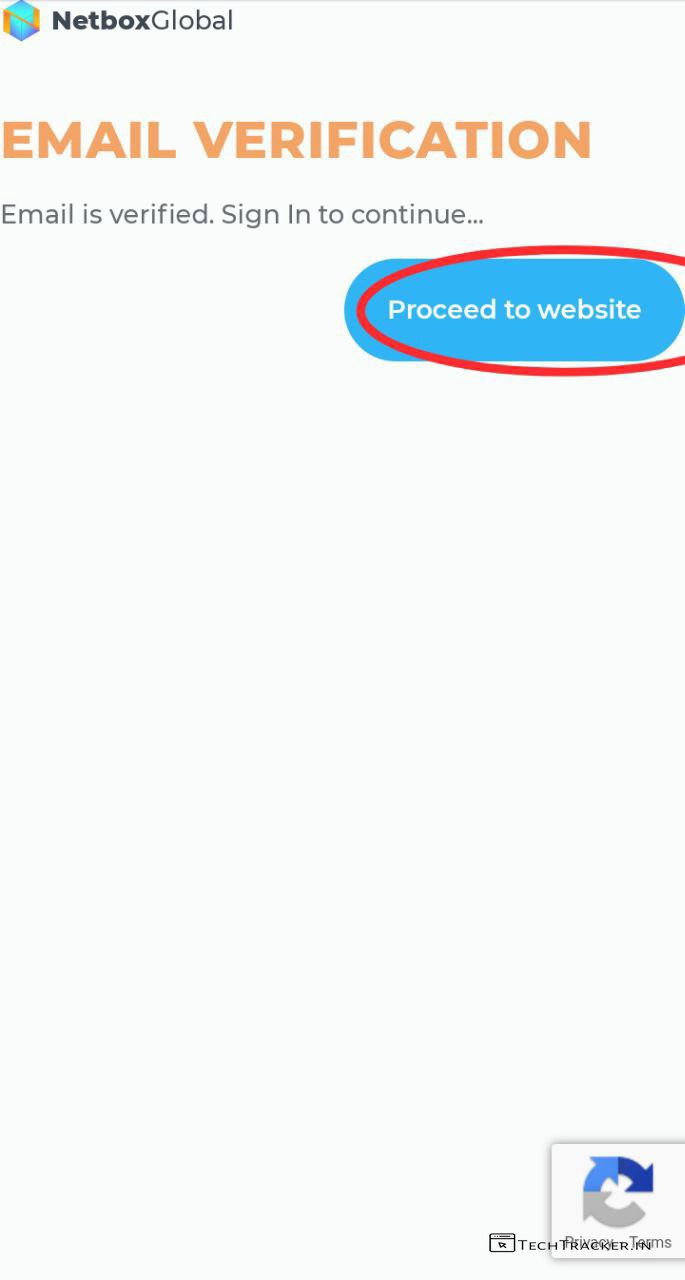 NetboxGlobal
EMAIL VERIFICATION
Email is verified. Sign In to continue...
Proceed to website
Privacy - Terms
TECHTRACKER.IN